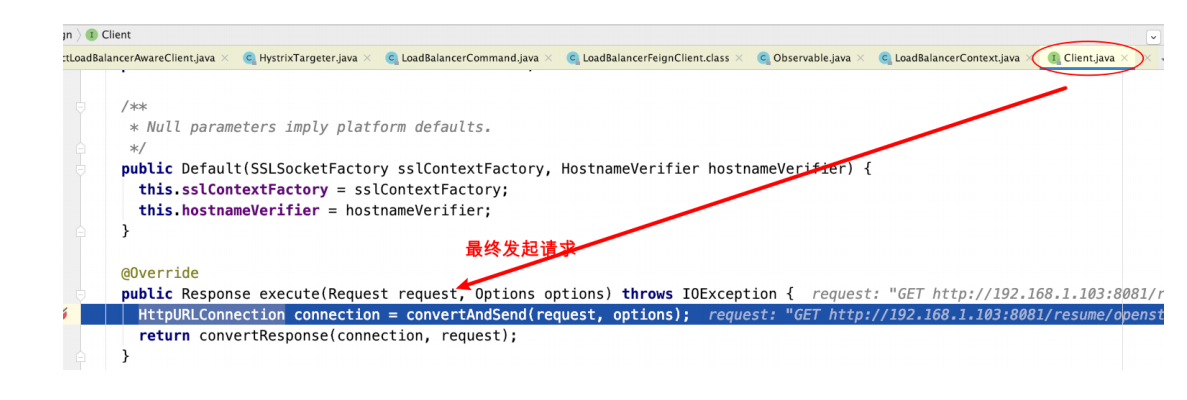 gn 〉 Client
ctLoadBalancerAwareClient.java × HystrixTargeter.java × LoadBalancerCommand.java × LoadBalancerFeignClient.class × Observable.java × LoadBalancerContext.java × Client.java ×
/**
* Null parameters imply platform defaults.
*/
public Default(SSLSocketFactory sslContextFactory, HostnameVerifier hostnameVerifier) {
this.sslContextFactory = sslContextFactory;
this.hostnameVerifier = hostnameVerifier;
}
最终发起请求
@Override
public Response execute(Request request, Options options) throws IOException { request: "GET http://192.168.1.103:8081/r
HttpURLConnection connection = convertAndSend(request, options); request: "GET http://192.168.1.103:8081/resume/openst
return convertResponse(connection, request);
}